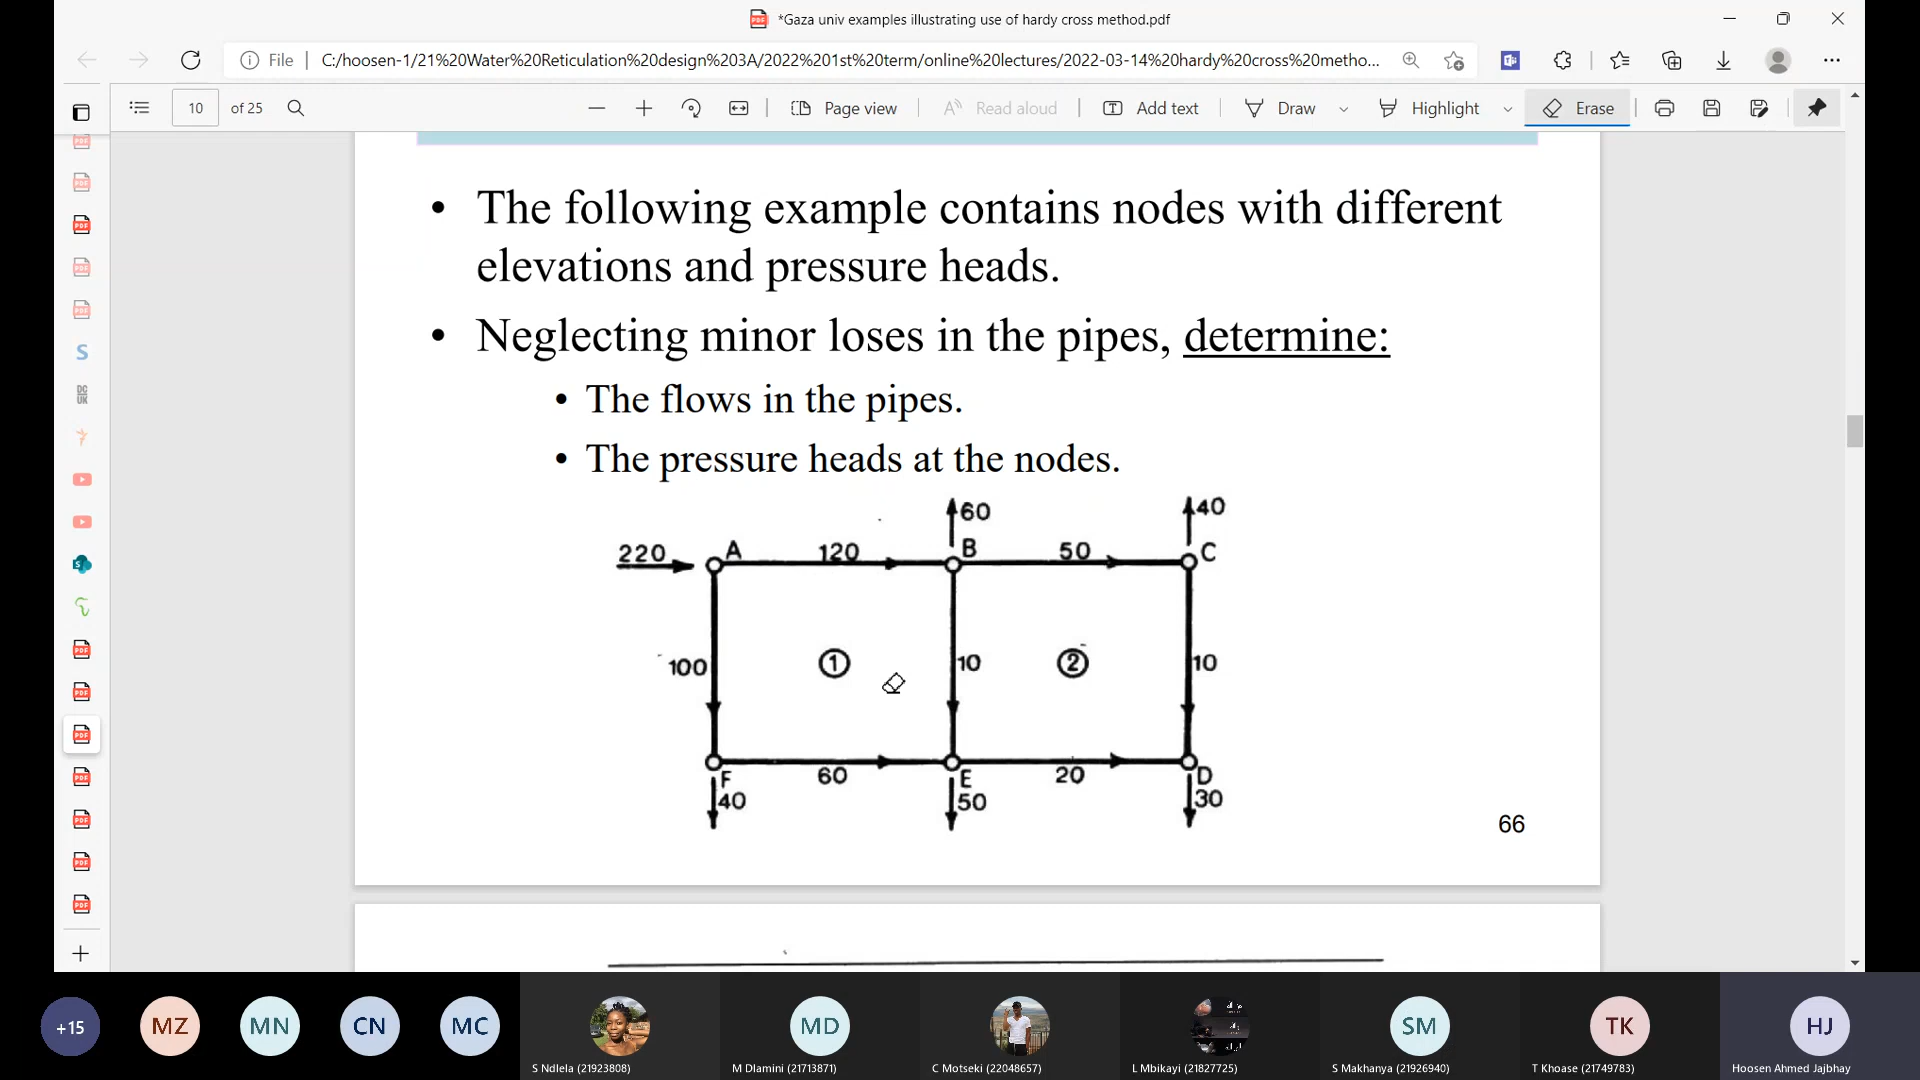 *Gaza univ examples illustrating use of hardy cross method.pdf
File C:/hoosen-1/21%20Water%20Reticulation%20design%203A/2022%201st%20term/online%20lectures/2022-03-14%20hardy%20cross%20metho...
10 of 25 Page view Read aloud Add text Draw Highlight Erase
The following example contains nodes with different
elevations and pressure heads.
Neglecting minor loses in the pipes, determine:
The flows in the pipes.
The pressure heads at the nodes.
60 40
220 A 120 B 50 C
100 1 10 2 10
F 60 E 20 D
40 50 30
66
S
DC
UK
+15 MZ MN CN MC MD SM TK HJ
S Ndlela (21923808) M Dlamini (21713871) C Motseki (22048657) L Mbikayi (21827725) S Makhanya (21926940) T Khoase (21749783) Hoosen Ahmed Jajbhay